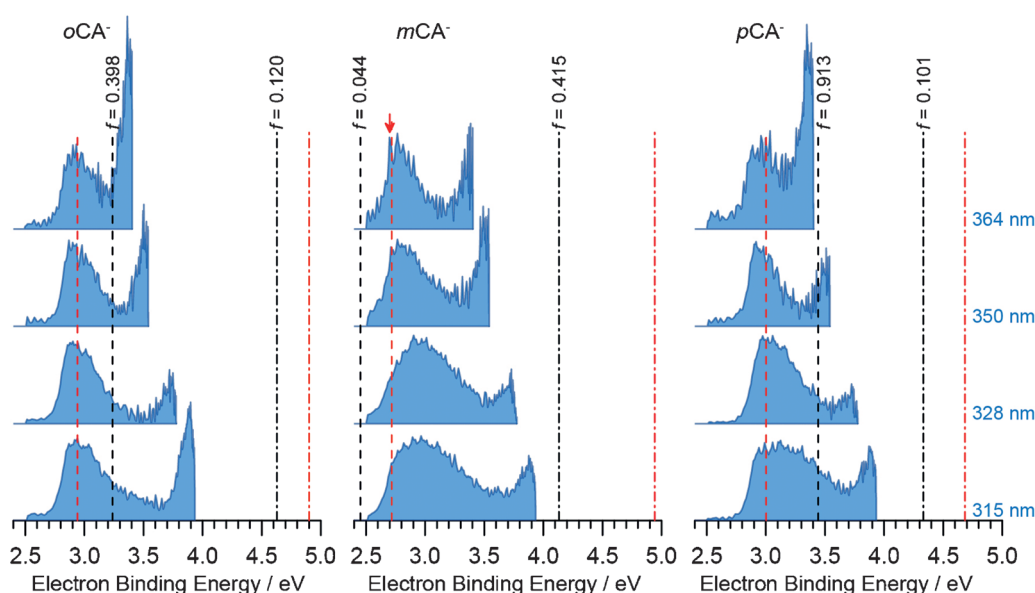 oCA⁻
mCA⁻
pCA⁻
f = 0.398
f = 0.120
f = 0.044
f = 0.415
f = 0.913
f = 0.101
364 nm
350 nm
328 nm
315 nm
2.5 3.0 3.5 4.0 4.5 5.0
2.5 3.0 3.5 4.0 4.5 5.0
2.5 3.0 3.5 4.0 4.5 5.0
Electron Binding Energy / eV
Electron Binding Energy / eV
Electron Binding Energy / eV